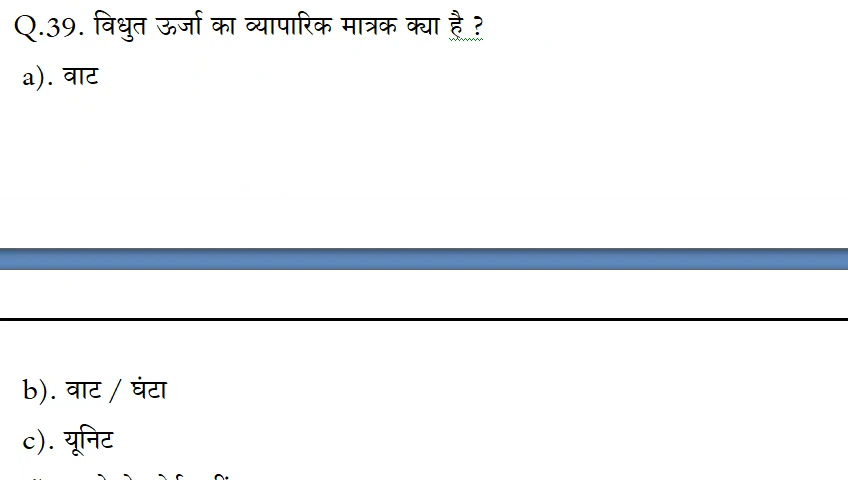 Q.39. विधुत ऊर्जा का व्यापारिक मात्रक क्या है ?
a). वाट
b). वाट / घंटा
c). यूनिट